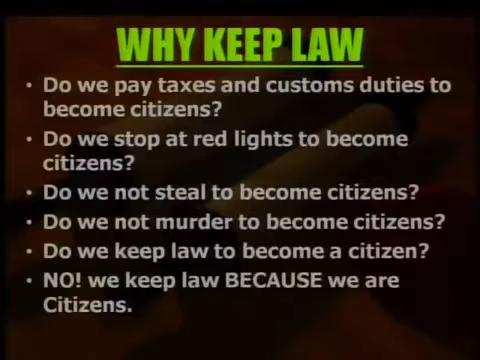 WHY KEEP LAW
• Do we pay taxes and customs duties to
become citizens?
• Do we stop at red lights to become
citizens?
• Do we not steal to become citizens?
• Do we not murder to become citizens?
• Do we keep law to become a citizen?
• NO! we keep law BECAUSE we are
Citizens.